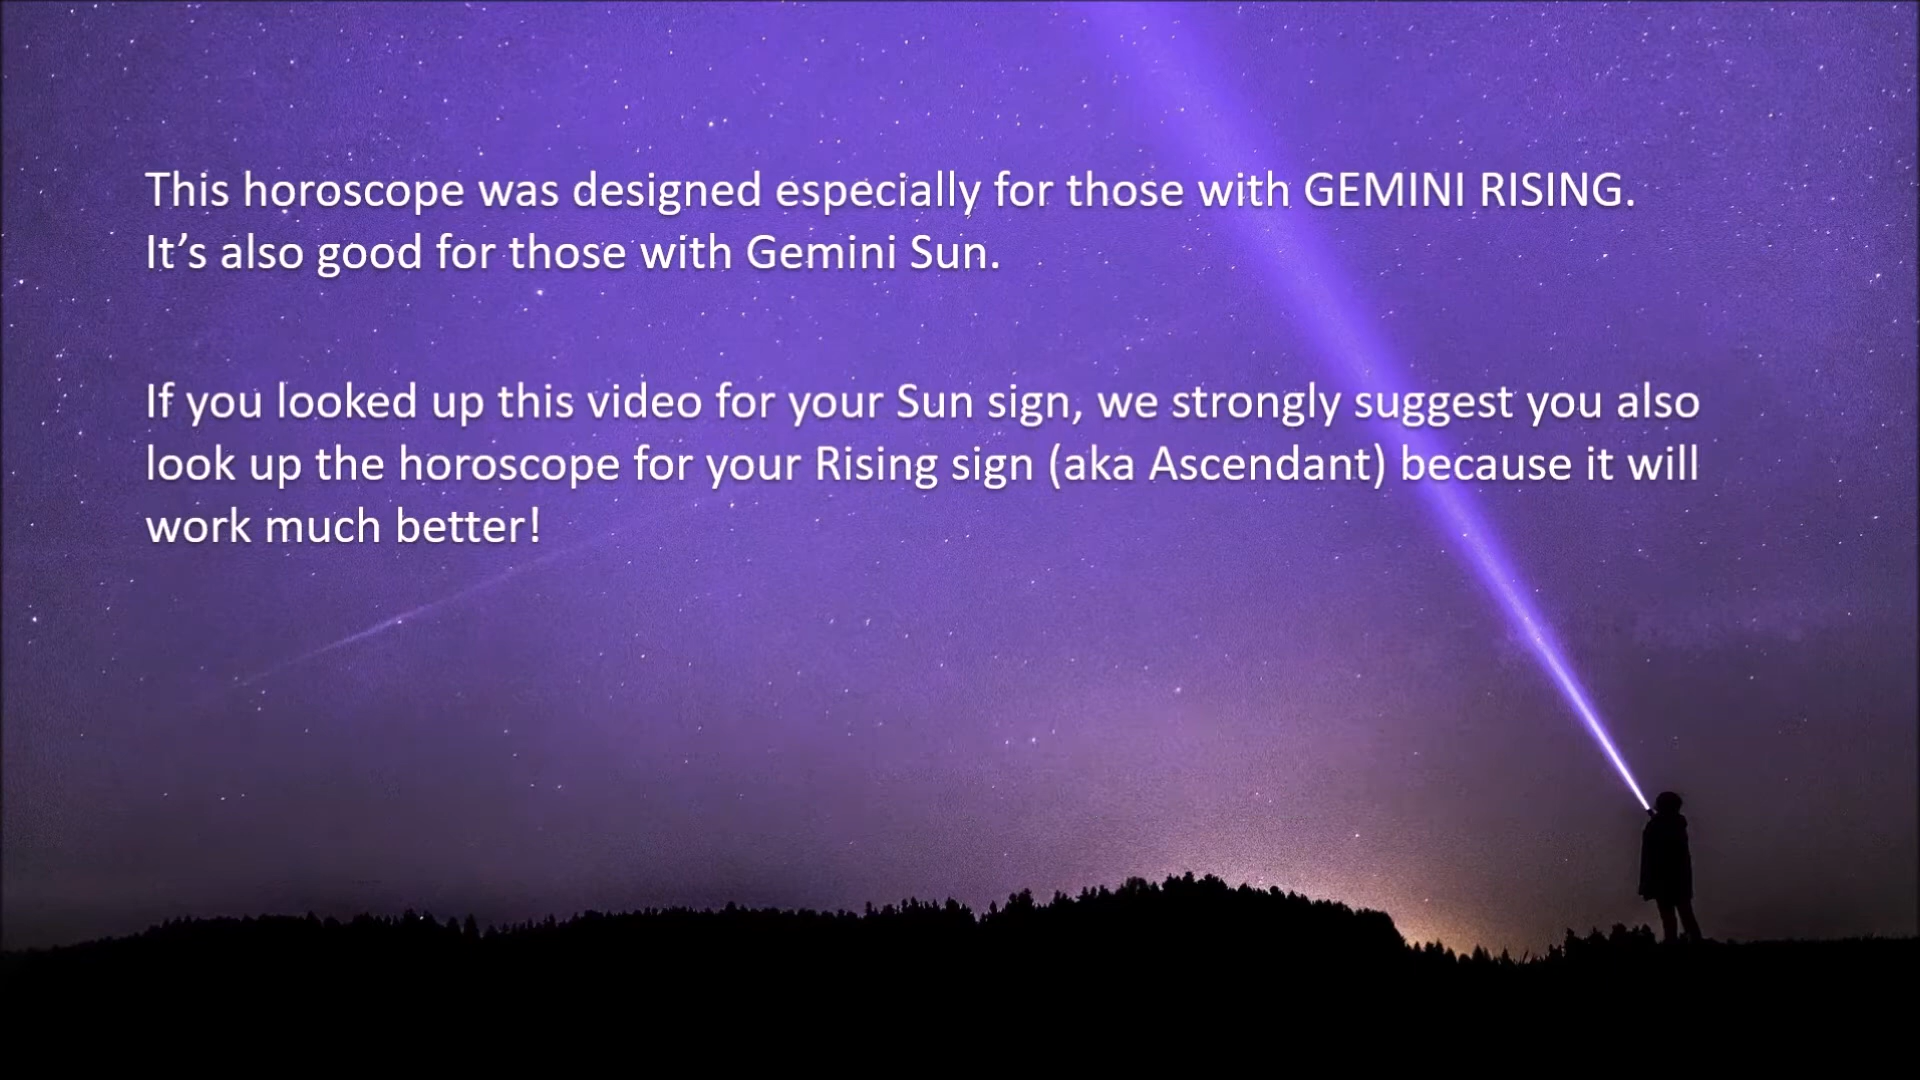 This horoscope was designed especially for those with GEMINI RISING.
It’s also good for those with Gemini Sun.
If you looked up this video for your Sun sign, we strongly suggest you also
look up the horoscope for your Rising sign (aka Ascendant) because it will
work much better!